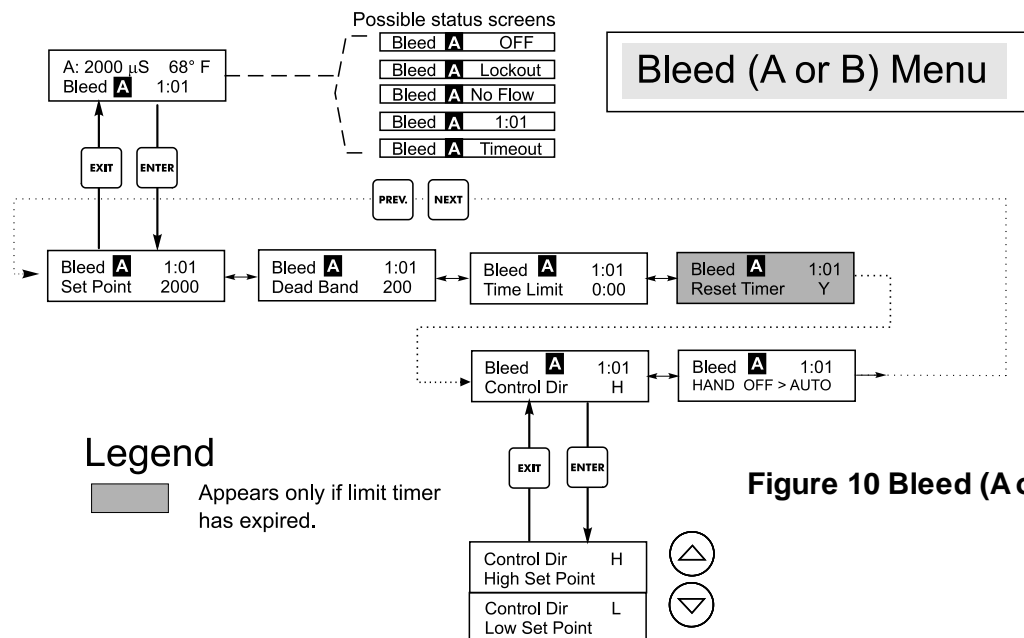 Possible status screens
Bleed A OFF
Bleed A Lockout
Bleed A No Flow
Bleed A 1:01
Bleed A Timeout
A: 2000 µS 68° F
Bleed A 1:01
Bleed (A or B) Menu
EXIT
ENTER
PREV.
NEXT
Bleed A 1:01
Set Point 2000
Bleed A 1:01
Dead Band 200
Bleed A 1:01
Time Limit 0:00
Bleed A 1:01
Reset Timer Y
Bleed A 1:01
Control Dir H
Bleed A 1:01
HAND OFF > AUTO
Legend
Appears only if limit timer
has expired.
EXIT
ENTER
Figure 10 Bleed (A
Control Dir H
High Set Point
Control Dir L
Low Set Point